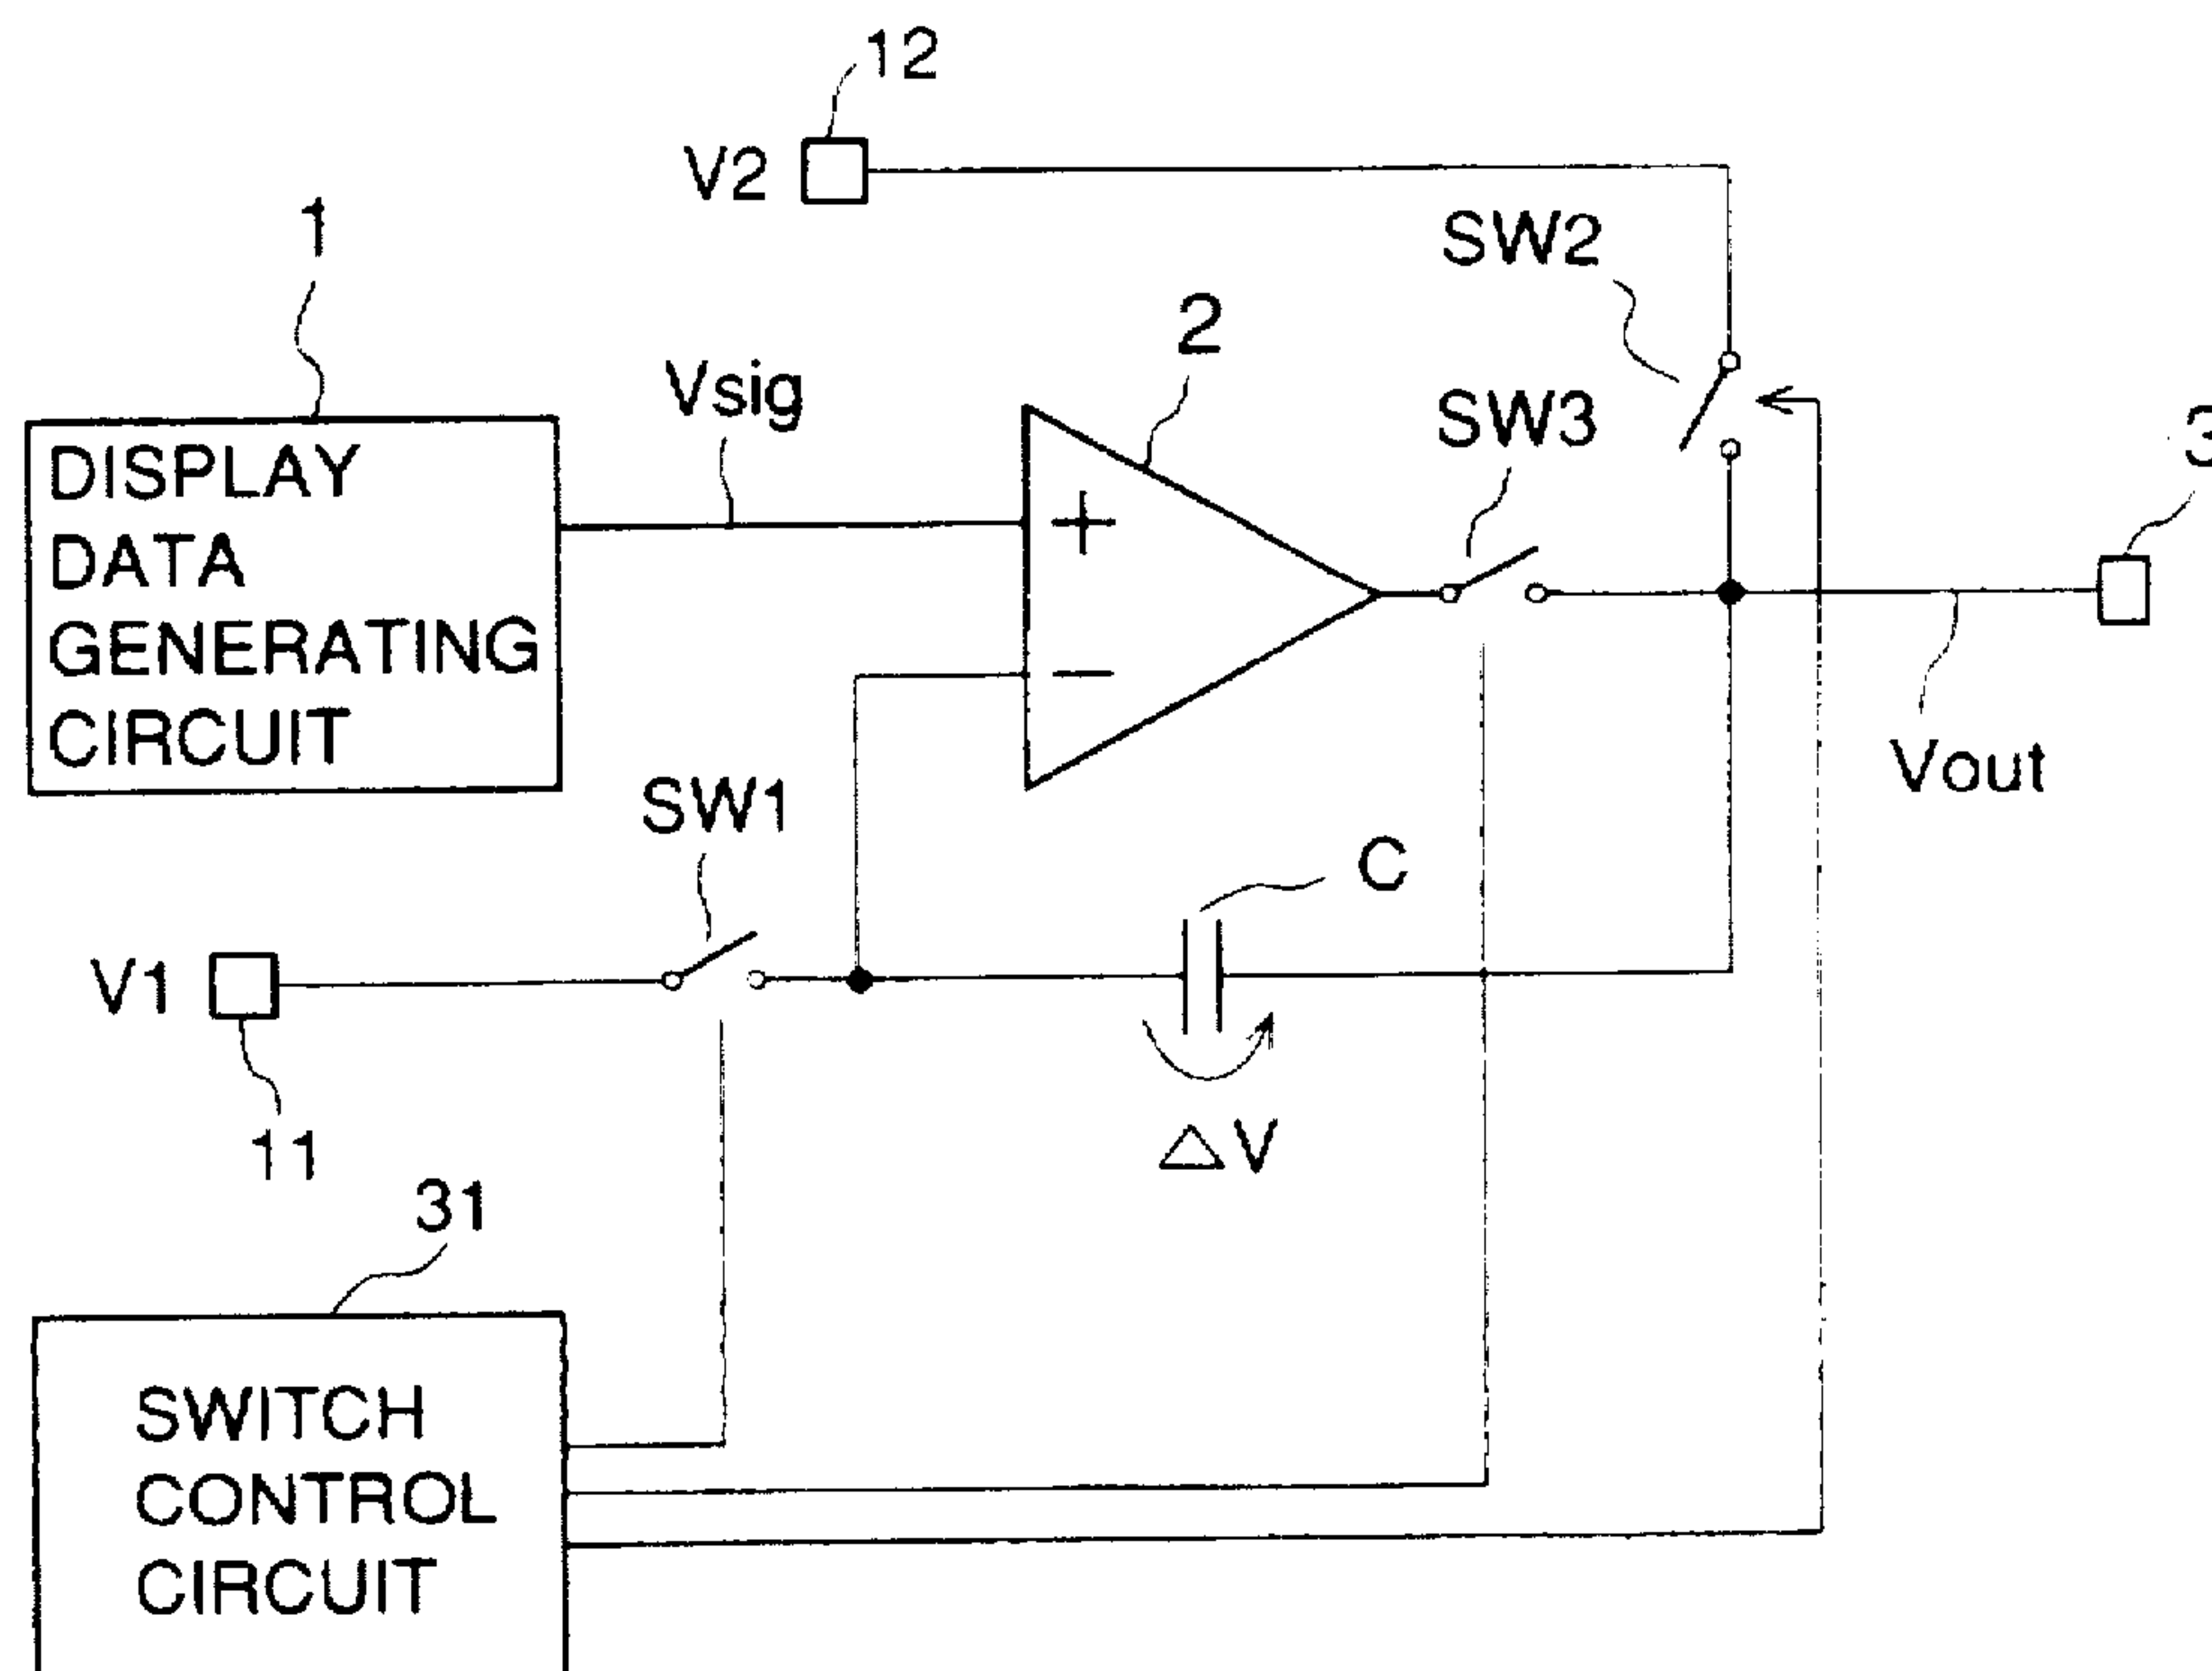 12
V2
1
SW2
2
Vsig
SW3
3
DISPLAY
DATA
GENERATING
CIRCUIT
+
−
Vout
SW1
C
V1
11
△V
31
SWITCH
CONTROL
CIRCUIT